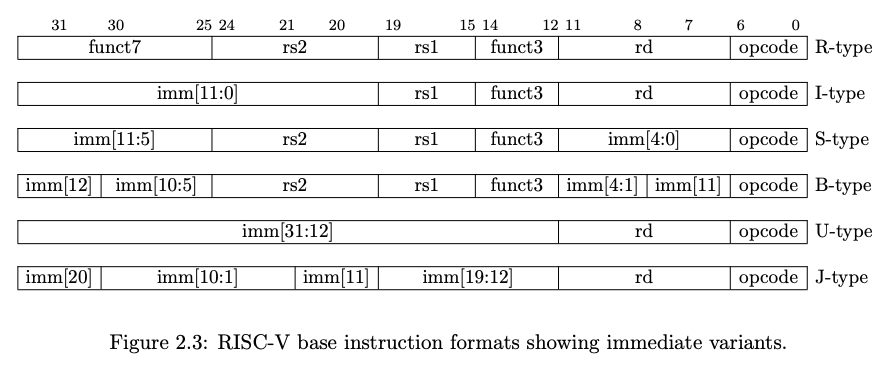 31 30 25 24 21 20 19 15 14 12 11 8 7 6 0
funct7 rs2 rs1 funct3 rd opcode R-type
imm[11:0] rs1 funct3 rd opcode I-type
imm[11:5] rs2 rs1 funct3 imm[4:0] opcode S-type
imm[12] imm[10:5] rs2 rs1 funct3 imm[4:1] imm[11] opcode B-type
imm[31:12] rd opcode U-type
imm[20] imm[10:1] imm[11] imm[19:12] rd opcode J-type
Figure 2.3: RISC-V base instruction formats showing immediate variants.